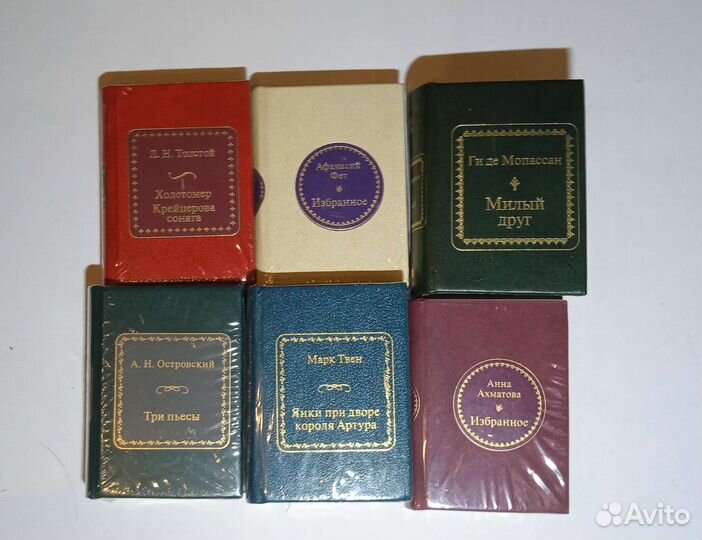 Л. Н. Толстой
Холстомер
Крейцерова
соната
Афанасий
Фет
Избранное
Ги де Мопассан
Милый
друг
А. Н. Островский
Три пьесы
Марк Твен
Янки при дворе
короля Артура
Анна
Ахматова
Избранное
Avito